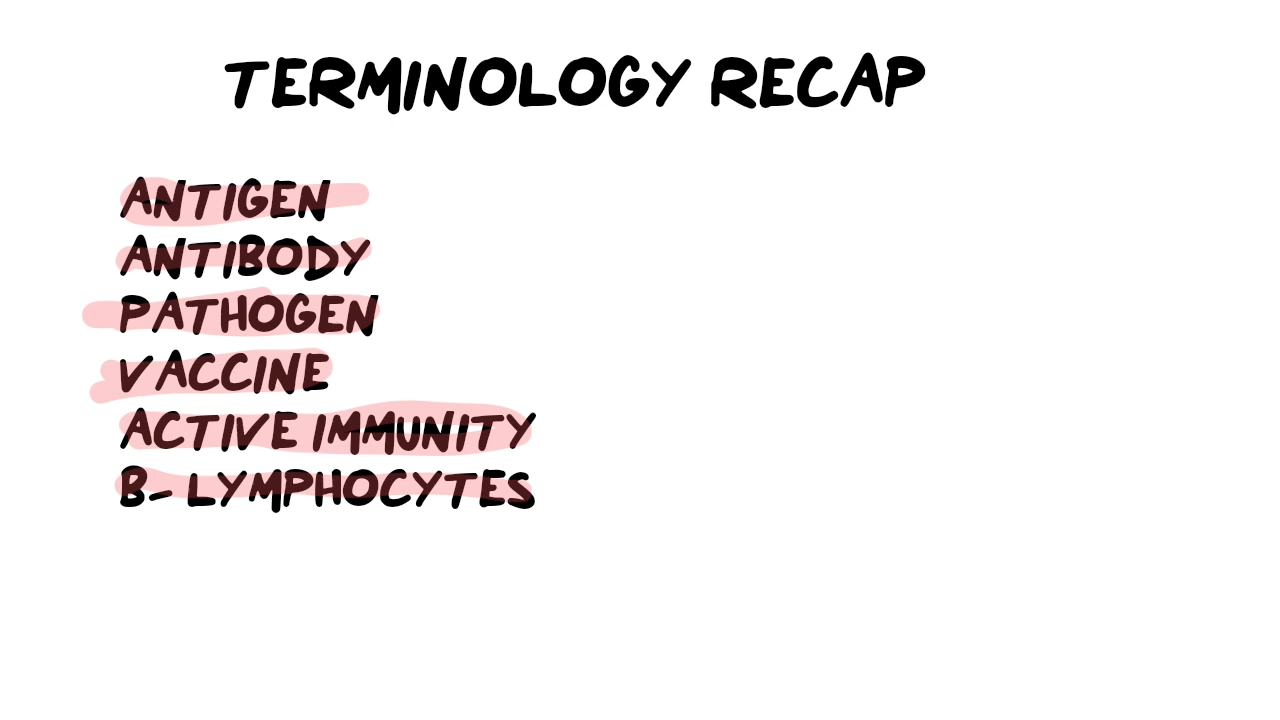 TERMINOLOGY RECAP
ANTIGEN
ANTIBODY
PATHOGEN
VACCINE
ACTIVE IMMUNITY
B- LYMPHOCYTES